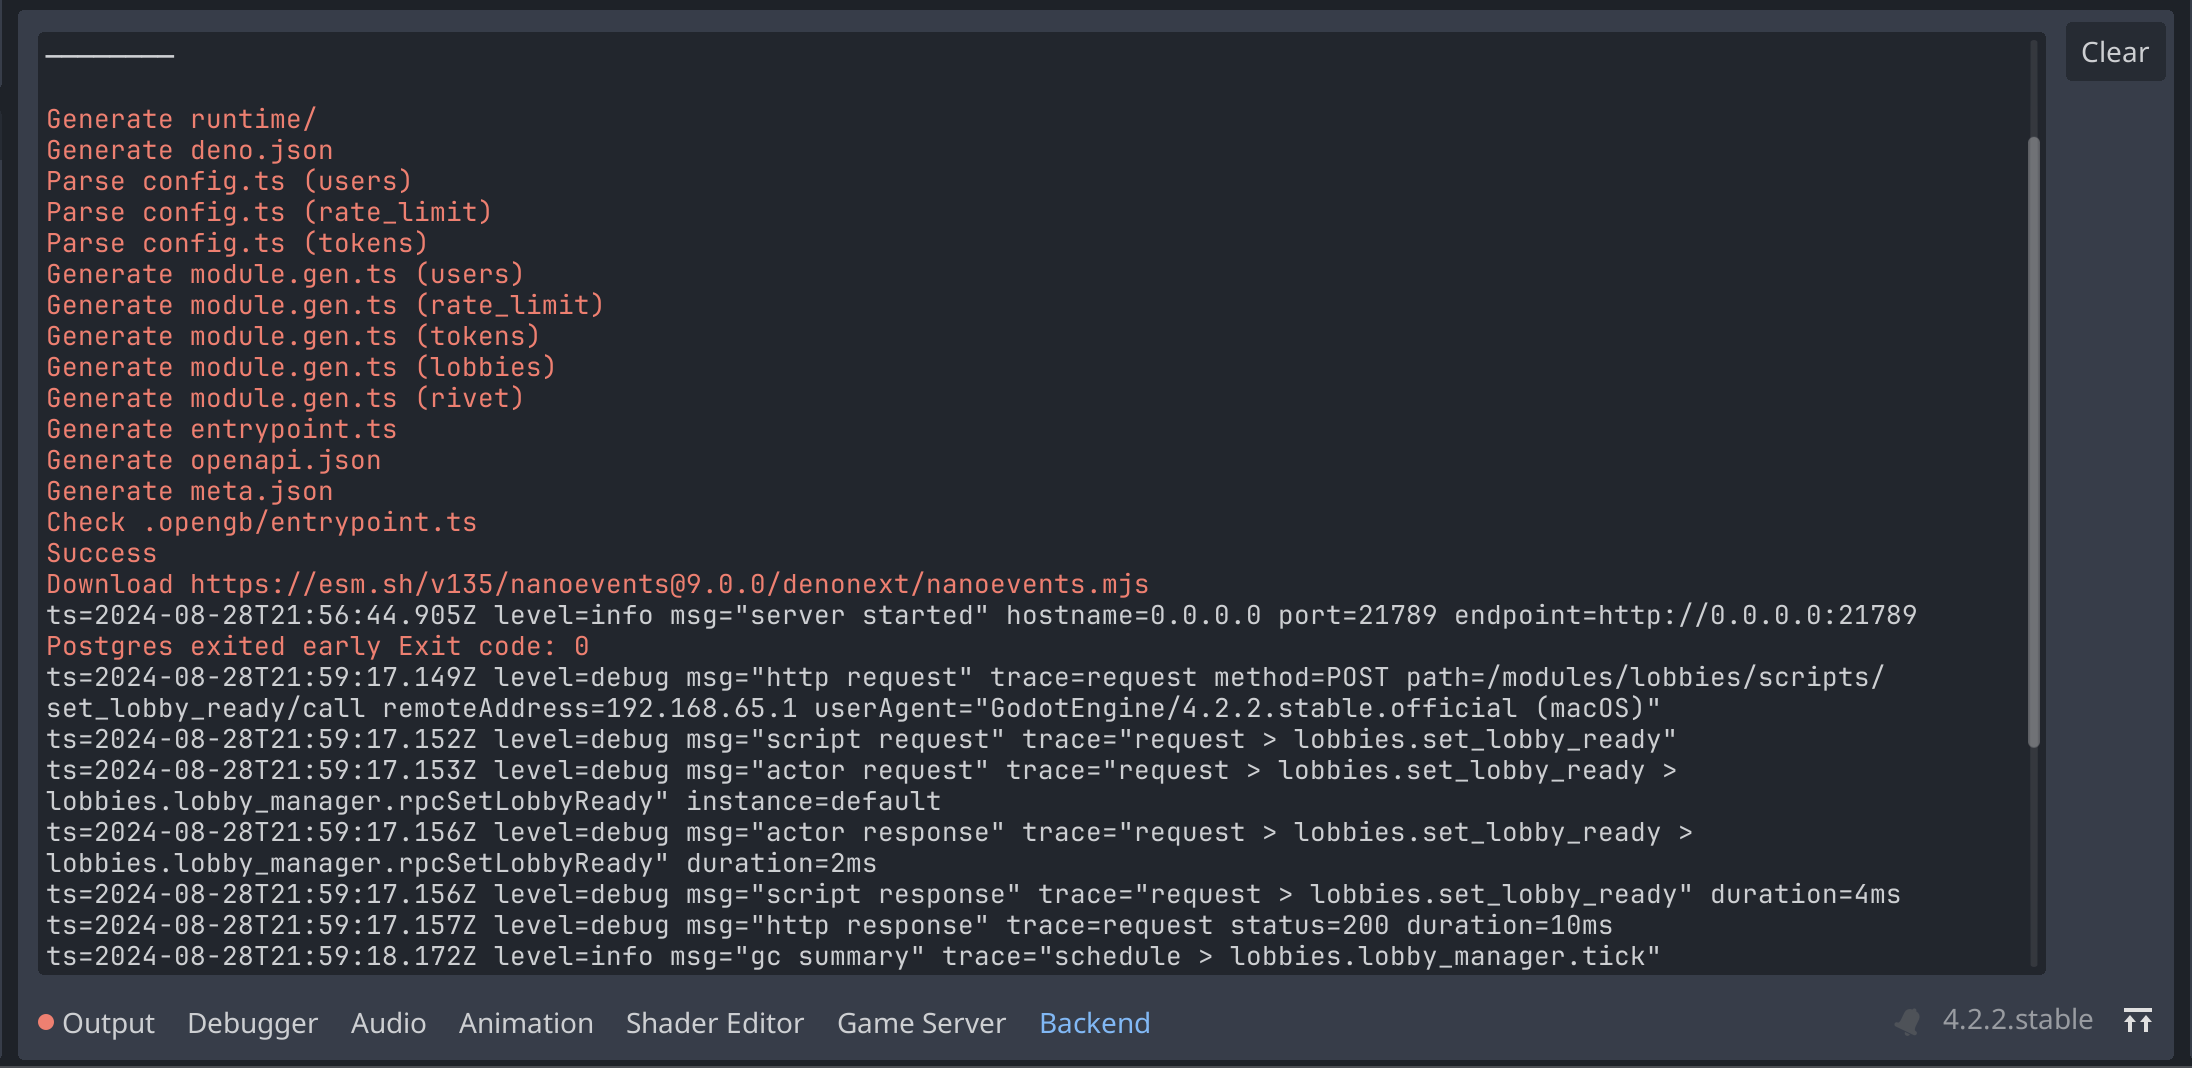 Clear
Generate runtime/
Generate deno.json
Parse config.ts (users)
Parse config.ts (rate_limit)
Parse config.ts (tokens)
Generate module.gen.ts (users)
Generate module.gen.ts (rate_limit)
Generate module.gen.ts (tokens)
Generate module.gen.ts (lobbies)
Generate module.gen.ts (rivet)
Generate entrypoint.ts
Generate openapi.json
Generate meta.json
Check .opengb/entrypoint.ts
Success
Download https://esm.sh/v135/nanoevents@9.0.0/denonext/nanoevents.mjs
ts=2024-08-28T21:56:44.905Z level=info msg="server started" hostname=0.0.0.0 port=21789 endpoint=http://0.0.0.0:21789
Postgres exited early Exit code: 0
ts=2024-08-28T21:59:17.149Z level=debug msg="http request" trace=request method=POST path=/modules/lobbies/scripts/
set_lobby_ready/call remoteAddress=192.168.65.1 userAgent="GodotEngine/4.2.2.stable.official (macOS)"
ts=2024-08-28T21:59:17.152Z level=debug msg="script request" trace="request > lobbies.set_lobby_ready"
ts=2024-08-28T21:59:17.153Z level=debug msg="actor request" trace="request > lobbies.set_lobby_ready >
lobbies.lobby_manager.rpcSetLobbyReady" instance=default
ts=2024-08-28T21:59:17.156Z level=debug msg="actor response" trace="request > lobbies.set_lobby_ready >
lobbies.lobby_manager.rpcSetLobbyReady" duration=2ms
ts=2024-08-28T21:59:17.156Z level=debug msg="script response" trace="request > lobbies.set_lobby_ready" duration=4ms
ts=2024-08-28T21:59:17.157Z level=debug msg="http response" trace=request status=200 duration=10ms
ts=2024-08-28T21:59:18.172Z level=info msg="gc summary" trace="schedule > lobbies.lobby_manager.tick"
Output Debugger Audio Animation Shader Editor Game Server Backend 4.2.2.stable